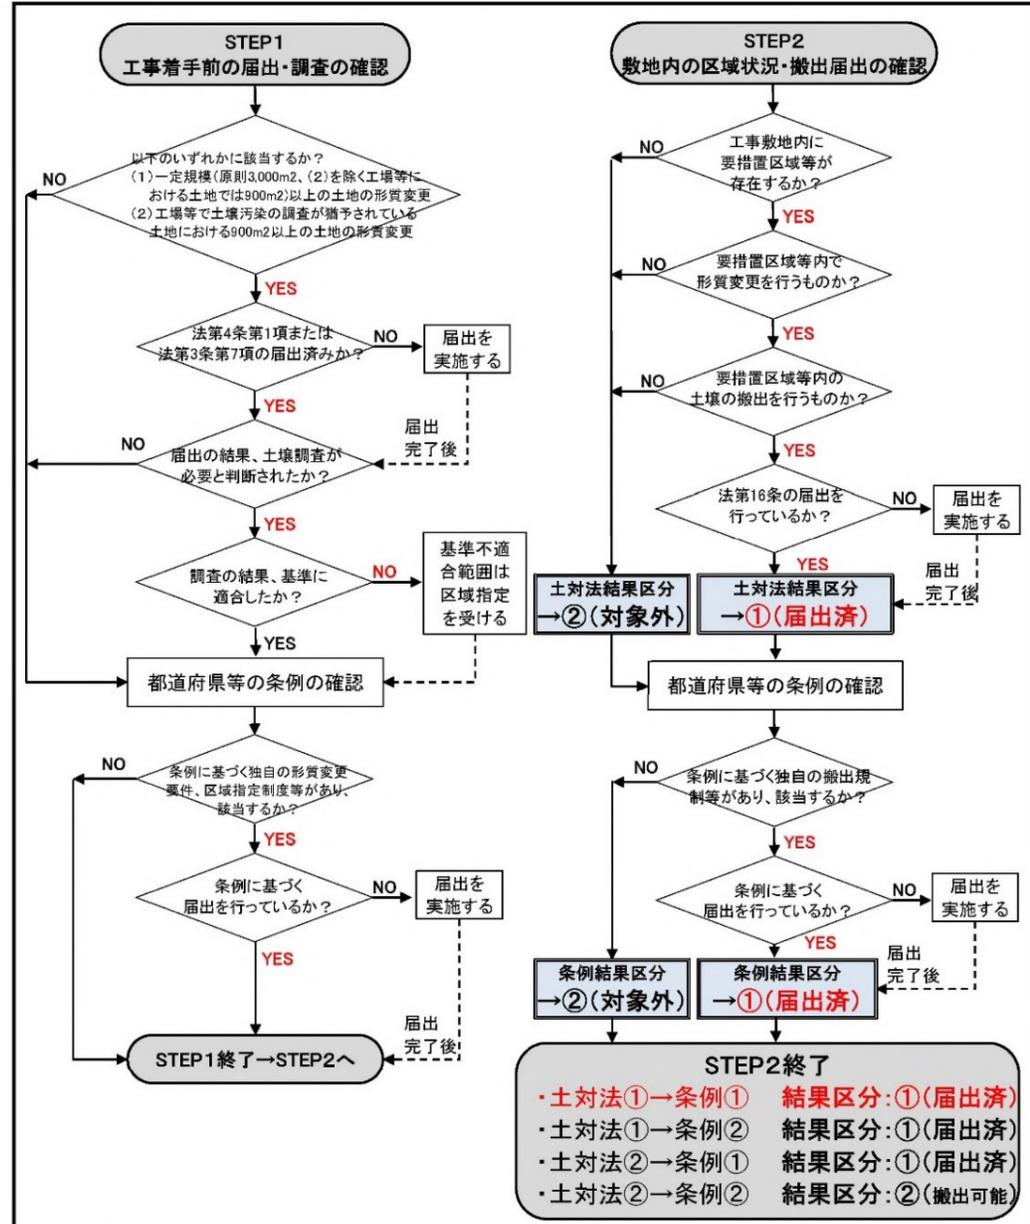 STEP1
工事着手前の届出・調査の確認
以下のいずれかに該当するか？
(1)一定規模(原則3,000m2、(2)を除く工場等に
おける土地では900m2)以上の土地の形質変更
(2)工場等で土壌汚染の調査が猶予されている
土地における900m2以上の土地の形質変更
NO
YES
法第4条第1項または
法第3条第7項の届出済みか？
NO
届出を
実施する
YES
届出
完了後
NO
届出の結果、土壌調査が
必要と判断されたか？
YES
調査の結果、基準に
適合したか？
NO
基準不適
合範囲は
区域指定
を受ける
YES
都道府県等の条例の確認
NO
条例に基づく独自の形質変更
要件、区域指定制度等があり、
該当するか？
YES
条例に基づく
届出を行っているか？
NO
届出を
実施する
YES
届出
完了後
STEP1終了→STEP2へ
STEP2
敷地内の区域状況・搬出届出の確認
NO
工事敷地内に
要措置区域等が
存在するか？
YES
NO
要措置区域等内で
形質変更を行うものか？
YES
NO
要措置区域等内の
土壌の搬出を行うものか？
YES
法第16条の届出を
行っているか？
NO
届出を
実施する
YES
届出
完了後
土対法結果区分
→②(対象外)
土対法結果区分
→①(届出済)
都道府県等の条例の確認
NO
条例に基づく独自の搬出規
制等があり、該当するか？
YES
条例に基づく
届出を行っているか？
NO
届出を
実施する
YES
届出
完了後
条例結果区分
→②(対象外)
条例結果区分
→①(届出済)
STEP2終了
・土対法①→条例① 結果区分:①(届出済)
・土対法①→条例② 結果区分:①(届出済)
・土対法②→条例① 結果区分:①(届出済)
・土対法②→条例② 結果区分:②(搬出可能)